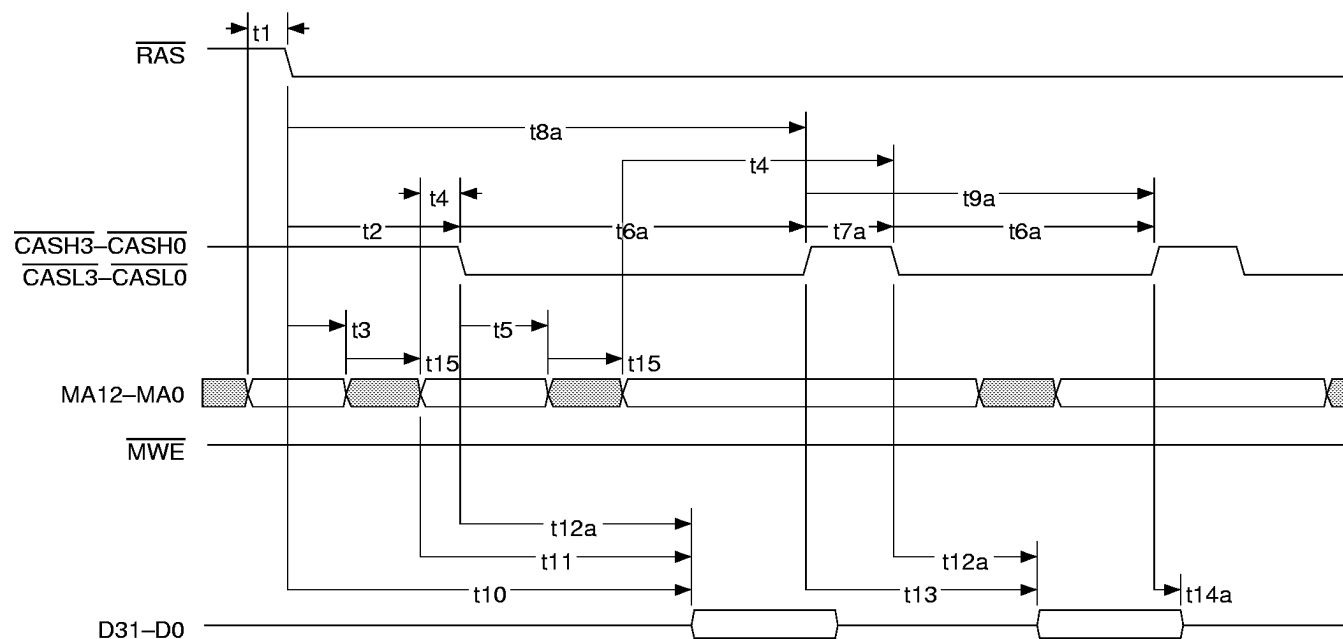 t1
RAS
t8a
t4
t4
t9a
t2
t6a
t7a
t6a
CASH3–CASH0
CASL3–CASL0
t3
t5
t15
t15
MA12–MA0
MWE
t12a
t11
t12a
t10
t13
t14a
D31–D0